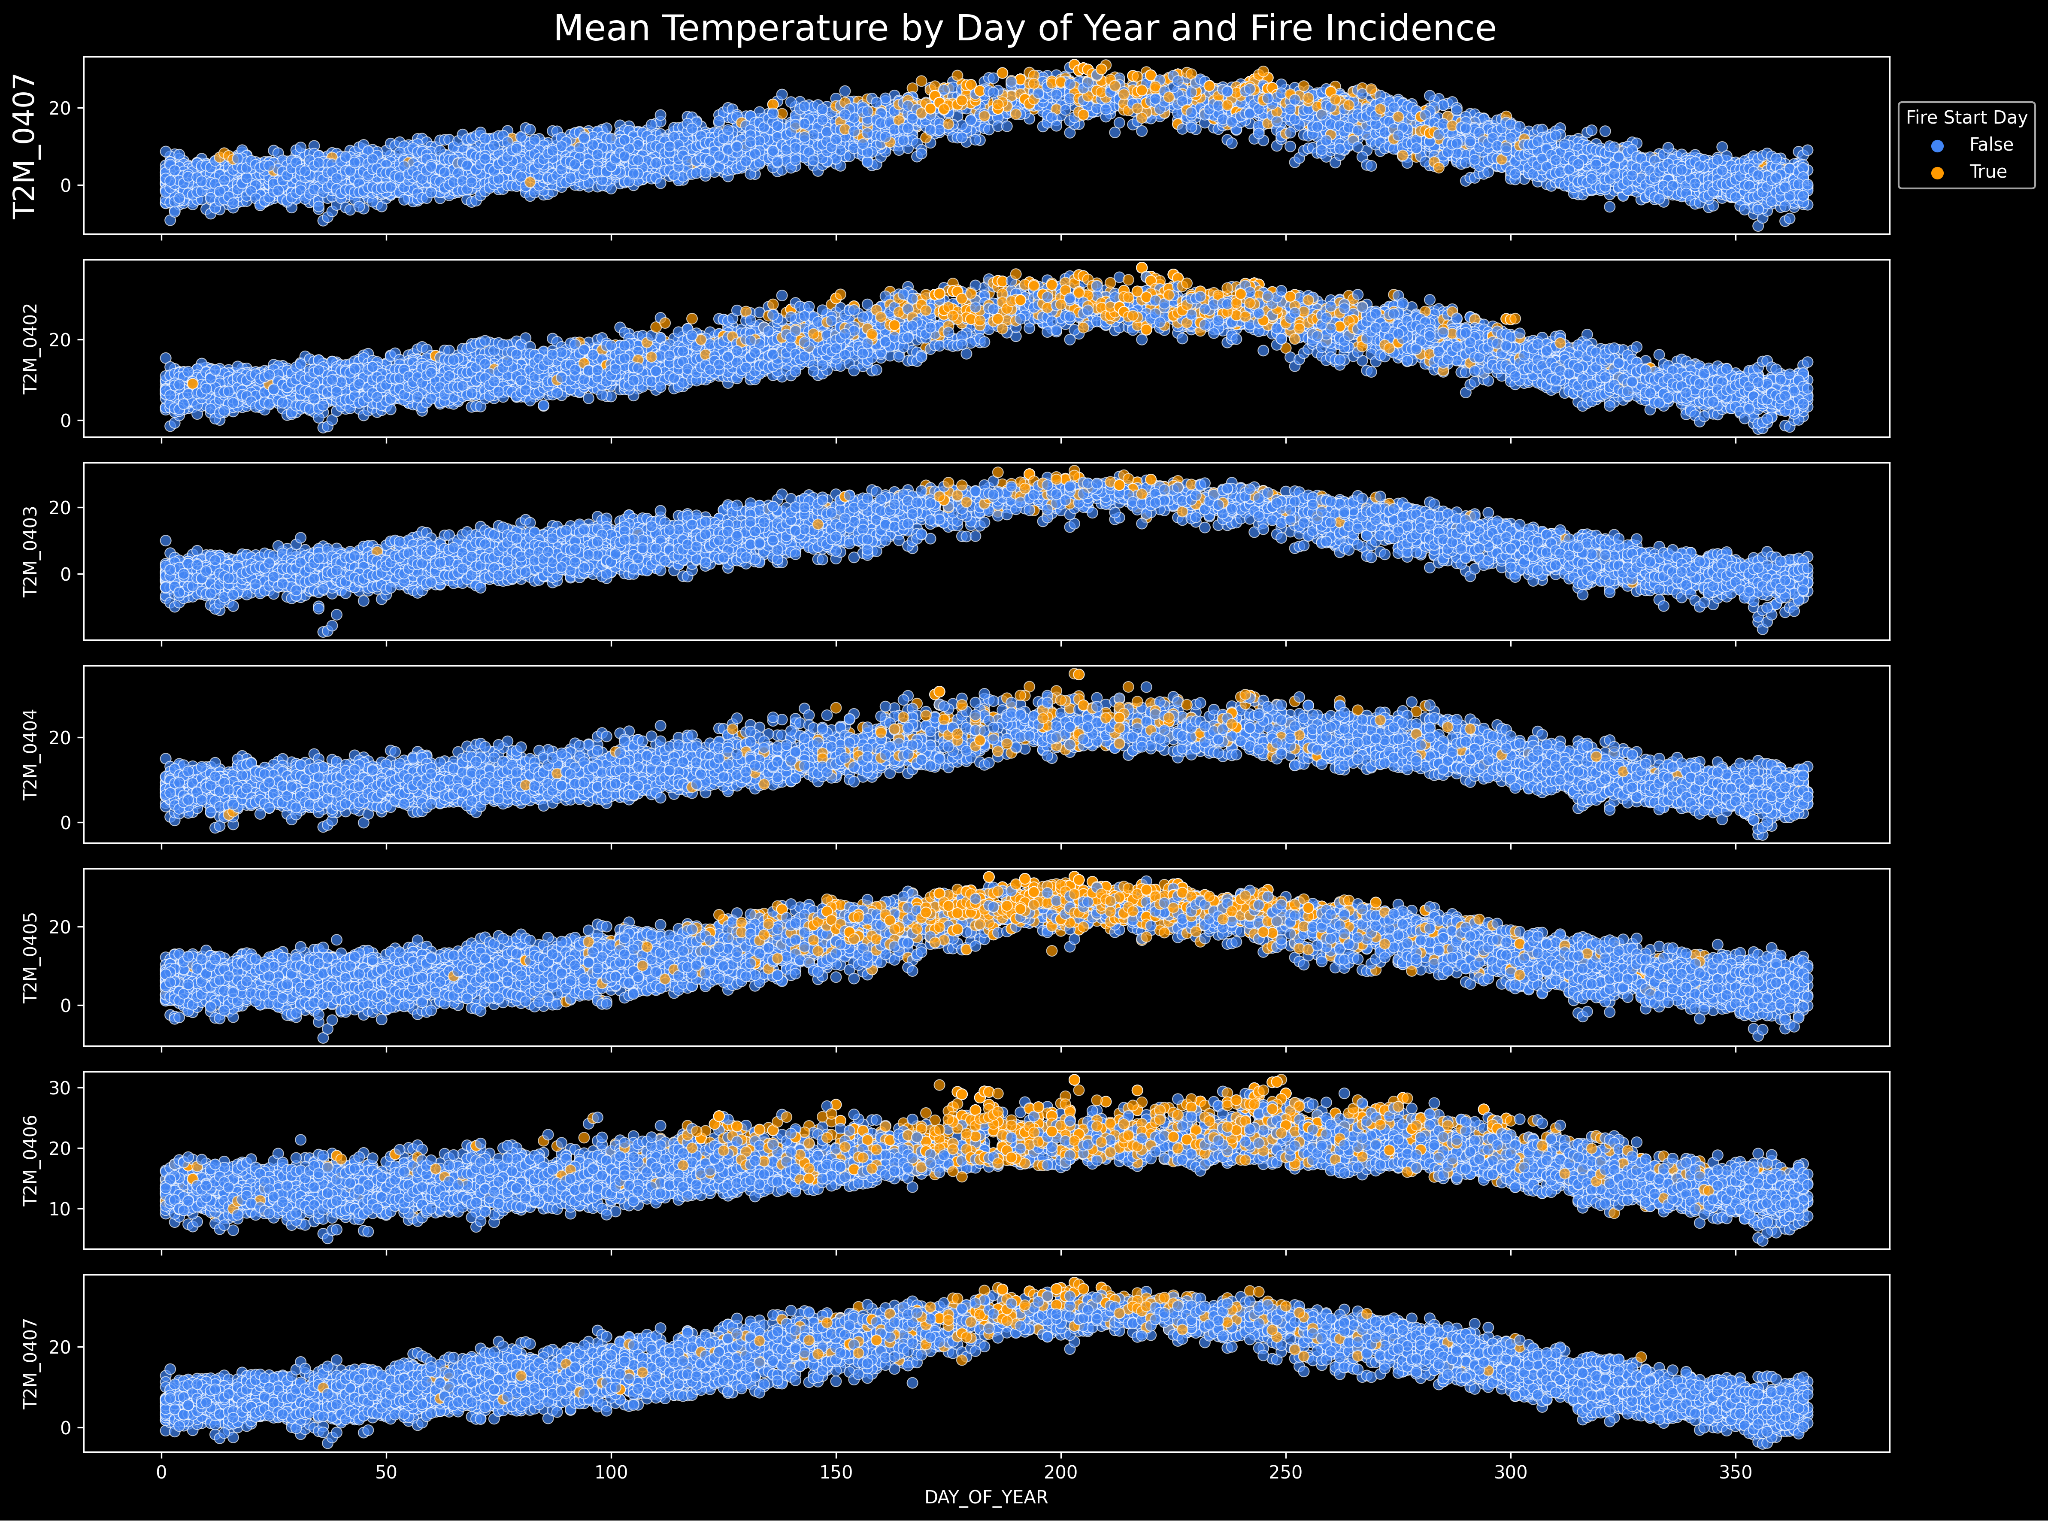 Mean Temperature by Day of Year and Fire Incidence
T2M_0407
20
0
Fire Start Day
False
True
T2M_0402
20
0
T2M_0403
20
0
T2M_0404
20
0
T2M_0405
20
0
T2M_0406
30
20
10
T2M_0407
20
0
0 50 100 150 200 250 300 350
DAY_OF_YEAR